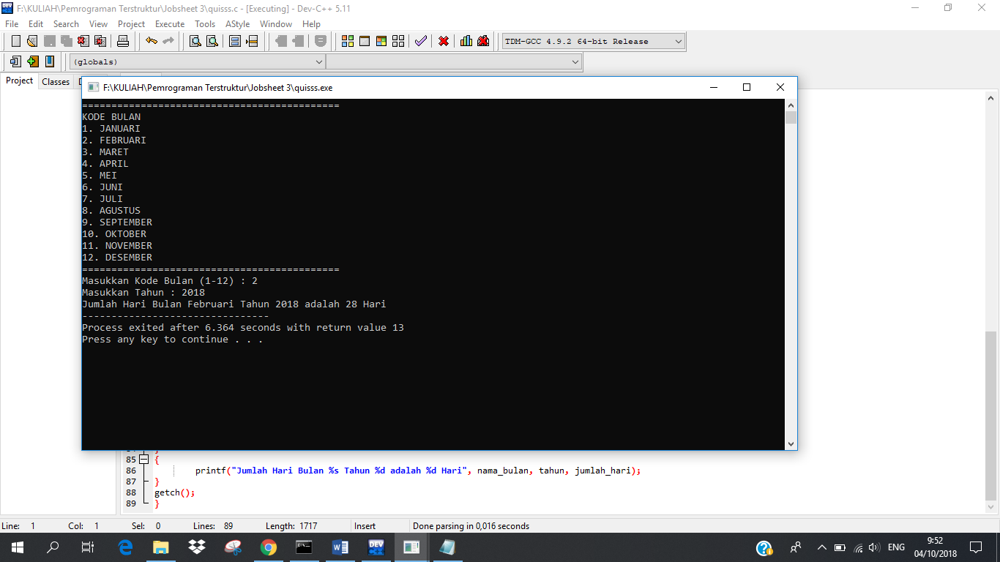 F:\KULIAH\Pemrograman Terstruktur\Jobsheet 3\quisss.c - [Executing] - Dev-C++ 5.11
File Edit Search View Project Execute Tools AStyle Window Help
TDM-GCC 4.9.2 64-bit Release
(globals)
Project Classes
F:\KULIAH\Pemrograman Terstruktur\Jobsheet 3\quisss.exe
============================================
KODE BULAN
1. JANUARI
2. FEBRUARI
3. MARET
4. APRIL
5. MEI
6. JUNI
7. JULI
8. AGUSTUS
9. SEPTEMBER
10. OKTOBER
11. NOVEMBER
12. DESEMBER
============================================
Masukkan Kode Bulan (1-12) : 2
Masukkan Tahun : 2018
Jumlah Hari Bulan Februari Tahun 2018 adalah 28 Hari
--------------------------------
Process exited after 6.364 seconds with return value 13
Press any key to continue . . .
85 {
86 printf("Jumlah Hari Bulan %s Tahun %d adalah %d Hari", nama_bulan, tahun, jumlah_hari);
87 }
88 getch();
89 }
Line: 1 Col: 1 Sel: 0 Lines: 89 Length: 1717 Insert Done parsing in 0,016 seconds
ENG 9:52
04/10/2018